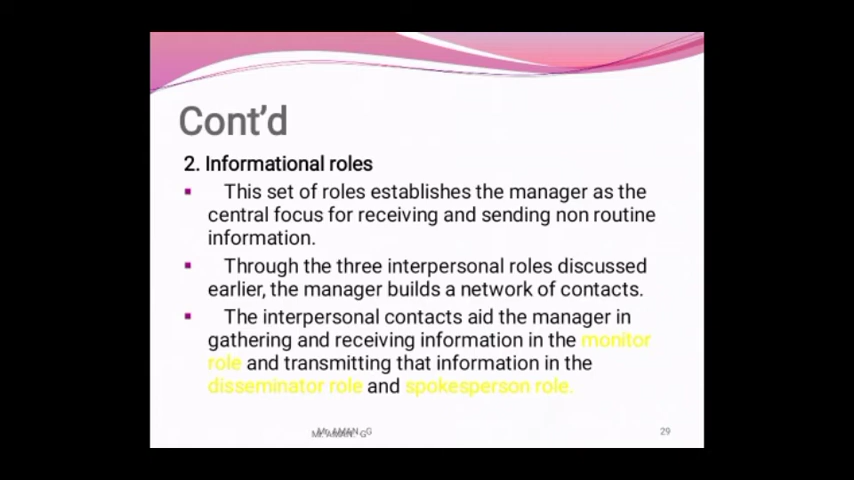 Cont’d
2. Informational roles
▪ This set of roles establishes the manager as the
central focus for receiving and sending non routine
information.
▪ Through the three interpersonal roles discussed
earlier, the manager builds a network of contacts.
▪ The interpersonal contacts aid the manager in
gathering and receiving information in the monitor
role and transmitting that information in the
disseminator role and spokesperson role.
Mr. AMAN. G 29